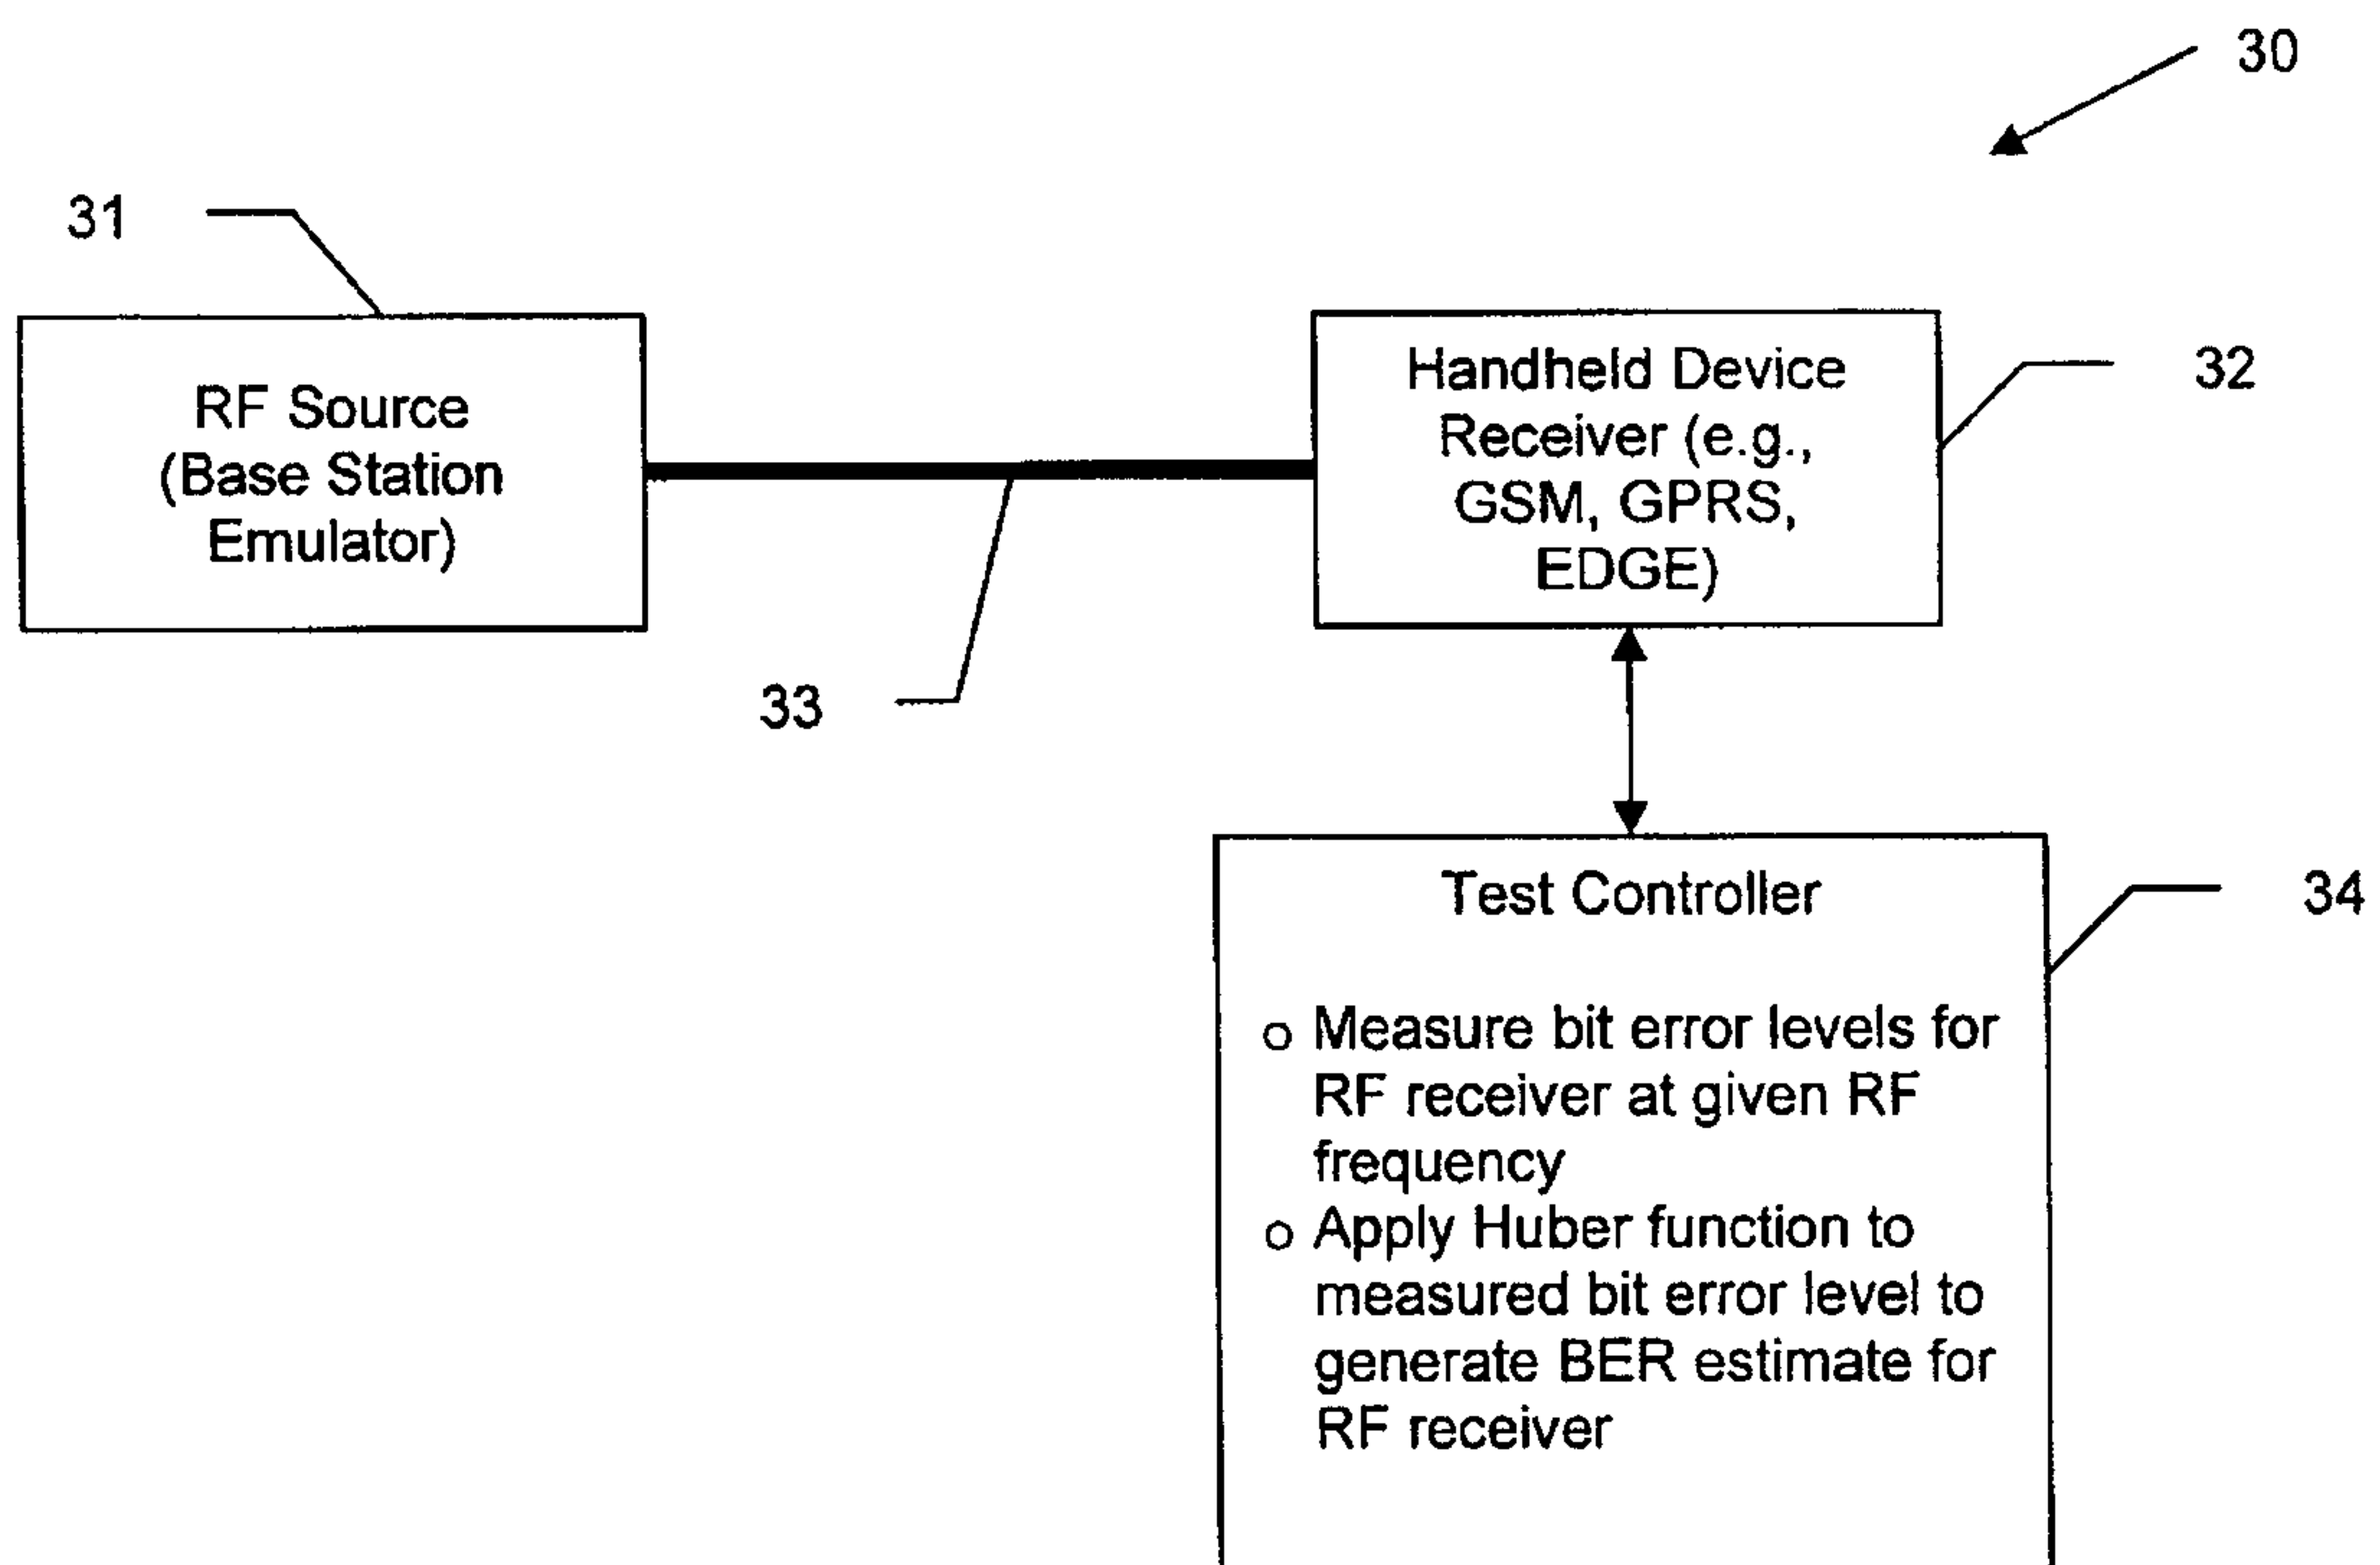 30
31
RF Source
(Base Station
Emulator)
Handheld Device
Receiver (e.g.,
GSM, GPRS,
EDGE)
32
33
Test Controller
34
o Measure bit error levels for
RF receiver at given RF
frequency
o Apply Huber function to
measured bit error level to
generate BER estimate for
RF receiver